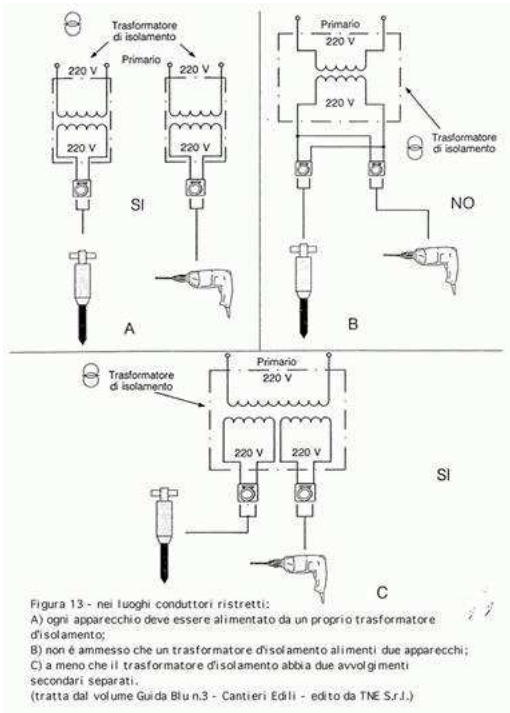 Trasformatore
di isolamento
Primario
220 V
220 V
220 V
220 V
SI
A
Primario
220 V
220 V
Trasformatore
di isolamento
NO
B
Trasformatore
di isolamento
Primario
220 V
220 V
220 V
SI
C
Figura 13 - nei luoghi conduttori ristretti:
A) ogni apparecchio deve essere alimentato da un proprio trasformatore
d'isolamento;
B) non é ammesso che un trasformatore d'isolamento alimenti due apparecchi;
C) a meno che il trasformatore d'isolamento abbia due avvolgimenti
secondari separati.
(tratta dal volume Guida Blu n.3 - Cantieri Edili - edito da TNE S.r.l.)